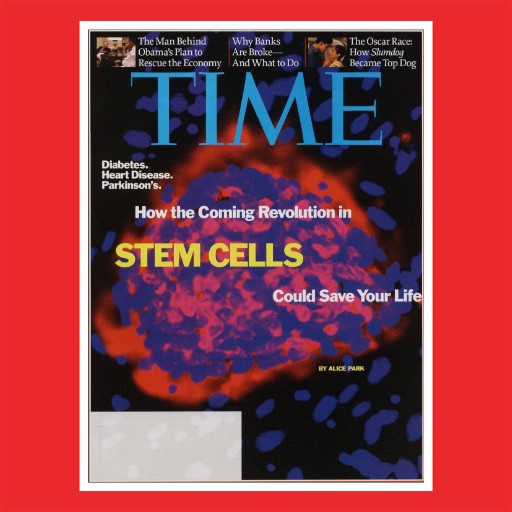 The Man Behind
Obama's Plan to
Rescue the Economy
Why Banks
Are Broke—
And What to Do
The Oscar Race:
How Slumdog
Became Top Dog
TIME
Diabetes.
Heart Disease.
Parkinson's.
How the Coming Revolution in
STEM CELLS
Could Save Your Life
BY ALICE PARK